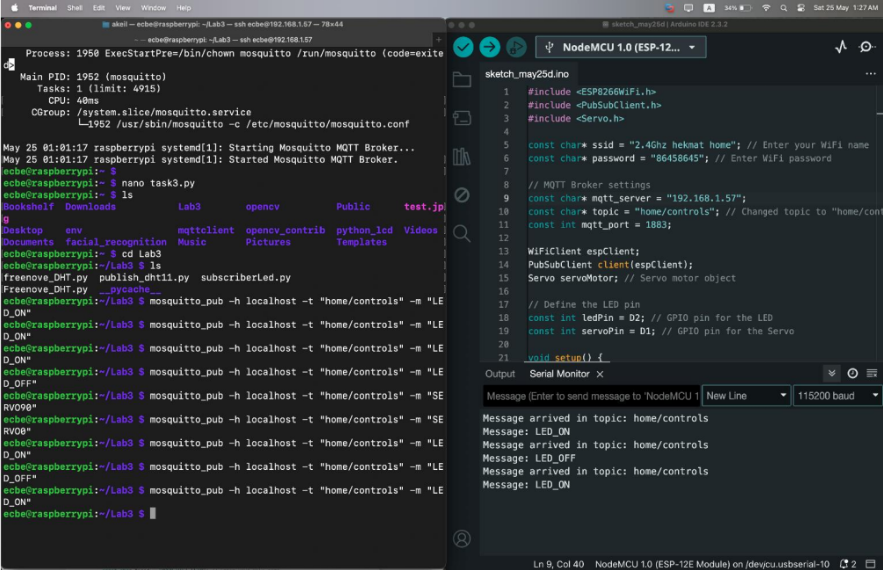 Terminal Shell Edit View Window Help
34% Sat 25 May 1:27 AM
akeil — ecbe@raspberrypi: ~/Lab3 — ssh ecbe@192.168.1.57 — 78×44
~ — ecbe@raspberrypi: ~/Lab3 — ssh ecbe@192.168.1.57
Process: 1950 ExecStartPre=/bin/chown mosquitto /run/mosquitto (code=exite
d>
Main PID: 1952 (mosquitto)
Tasks: 1 (limit: 4915)
CPU: 40ms
CGroup: /system.slice/mosquitto.service
└─1952 /usr/sbin/mosquitto -c /etc/mosquitto/mosquitto.conf
May 25 01:01:17 raspberrypi systemd[1]: Starting Mosquitto MQTT Broker...
May 25 01:01:17 raspberrypi systemd[1]: Started Mosquitto MQTT Broker.
ecbe@raspberrypi:~ $
ecbe@raspberrypi:~ $ nano task3.py
ecbe@raspberrypi:~ $ ls
Bookshelf Downloads Lab3 opencv Public test.jp
g
Desktop env mqttclient opencv_contrib python_lcd Videos
Documents facial_recognition Music Pictures Templates
ecbe@raspberrypi:~ $ cd Lab3
ecbe@raspberrypi:~/Lab3 $ ls
freenove_DHT.py publish_dht11.py subscriberLed.py
Freenove_DHT.py __pycache__
ecbe@raspberrypi:~/Lab3 $ mosquitto_pub -h localhost -t "home/controls" -m "LE
D_ON"
ecbe@raspberrypi:~/Lab3 $ mosquitto_pub -h localhost -t "home/controls" -m "LE
D_ON"
ecbe@raspberrypi:~/Lab3 $ mosquitto_pub -h localhost -t "home/controls" -m "LE
D_ON"
ecbe@raspberrypi:~/Lab3 $ mosquitto_pub -h localhost -t "home/controls" -m "LE
D_OFF"
ecbe@raspberrypi:~/Lab3 $ mosquitto_pub -h localhost -t "home/controls" -m "SE
RVO90"
ecbe@raspberrypi:~/Lab3 $ mosquitto_pub -h localhost -t "home/controls" -m "SE
RVO0"
ecbe@raspberrypi:~/Lab3 $ mosquitto_pub -h localhost -t "home/controls" -m "LE
D_ON"
ecbe@raspberrypi:~/Lab3 $ mosquitto_pub -h localhost -t "home/controls" -m "LE
D_OFF"
ecbe@raspberrypi:~/Lab3 $ mosquitto_pub -h localhost -t "home/controls" -m "LE
D_ON"
ecbe@raspberrypi:~/Lab3 $
sketch_may25d | Arduino IDE 2.3.2
NodeMCU 1.0 (ESP-12...
sketch_may25d.ino
1 #include <ESP8266WiFi.h>
2 #include <PubSubClient.h>
3 #include <Servo.h>
4
5 const char* ssid = "2.4Ghz hekmat home"; // Enter your WiFi name
6 const char* password = "86458645"; // Enter WiFi password
7
8 // MQTT Broker settings
9 const char* mqtt_server = "192.168.1.57";
10 const char* topic = "home/controls"; // Changed topic to "home/cont
11 const int mqtt_port = 1883;
12
13 WiFiClient espClient;
14 PubSubClient client(espClient);
15 Servo servoMotor; // Servo motor object
16
17 // Define the LED pin
18 const int ledPin = D2; // GPIO pin for the LED
19 const int servoPin = D1; // GPIO pin for the Servo
20
21 void setup() {
Output Serial Monitor ×
Message (Enter to send message to 'NodeMCU 1 New Line 115200 baud
Message arrived in topic: home/controls
Message: LED_ON
Message arrived in topic: home/controls
Message: LED_OFF
Message arrived in topic: home/controls
Message: LED_ON
Ln 9, Col 40 NodeMCU 1.0 (ESP-12E Module) on /dev/cu.usbserial-10 2